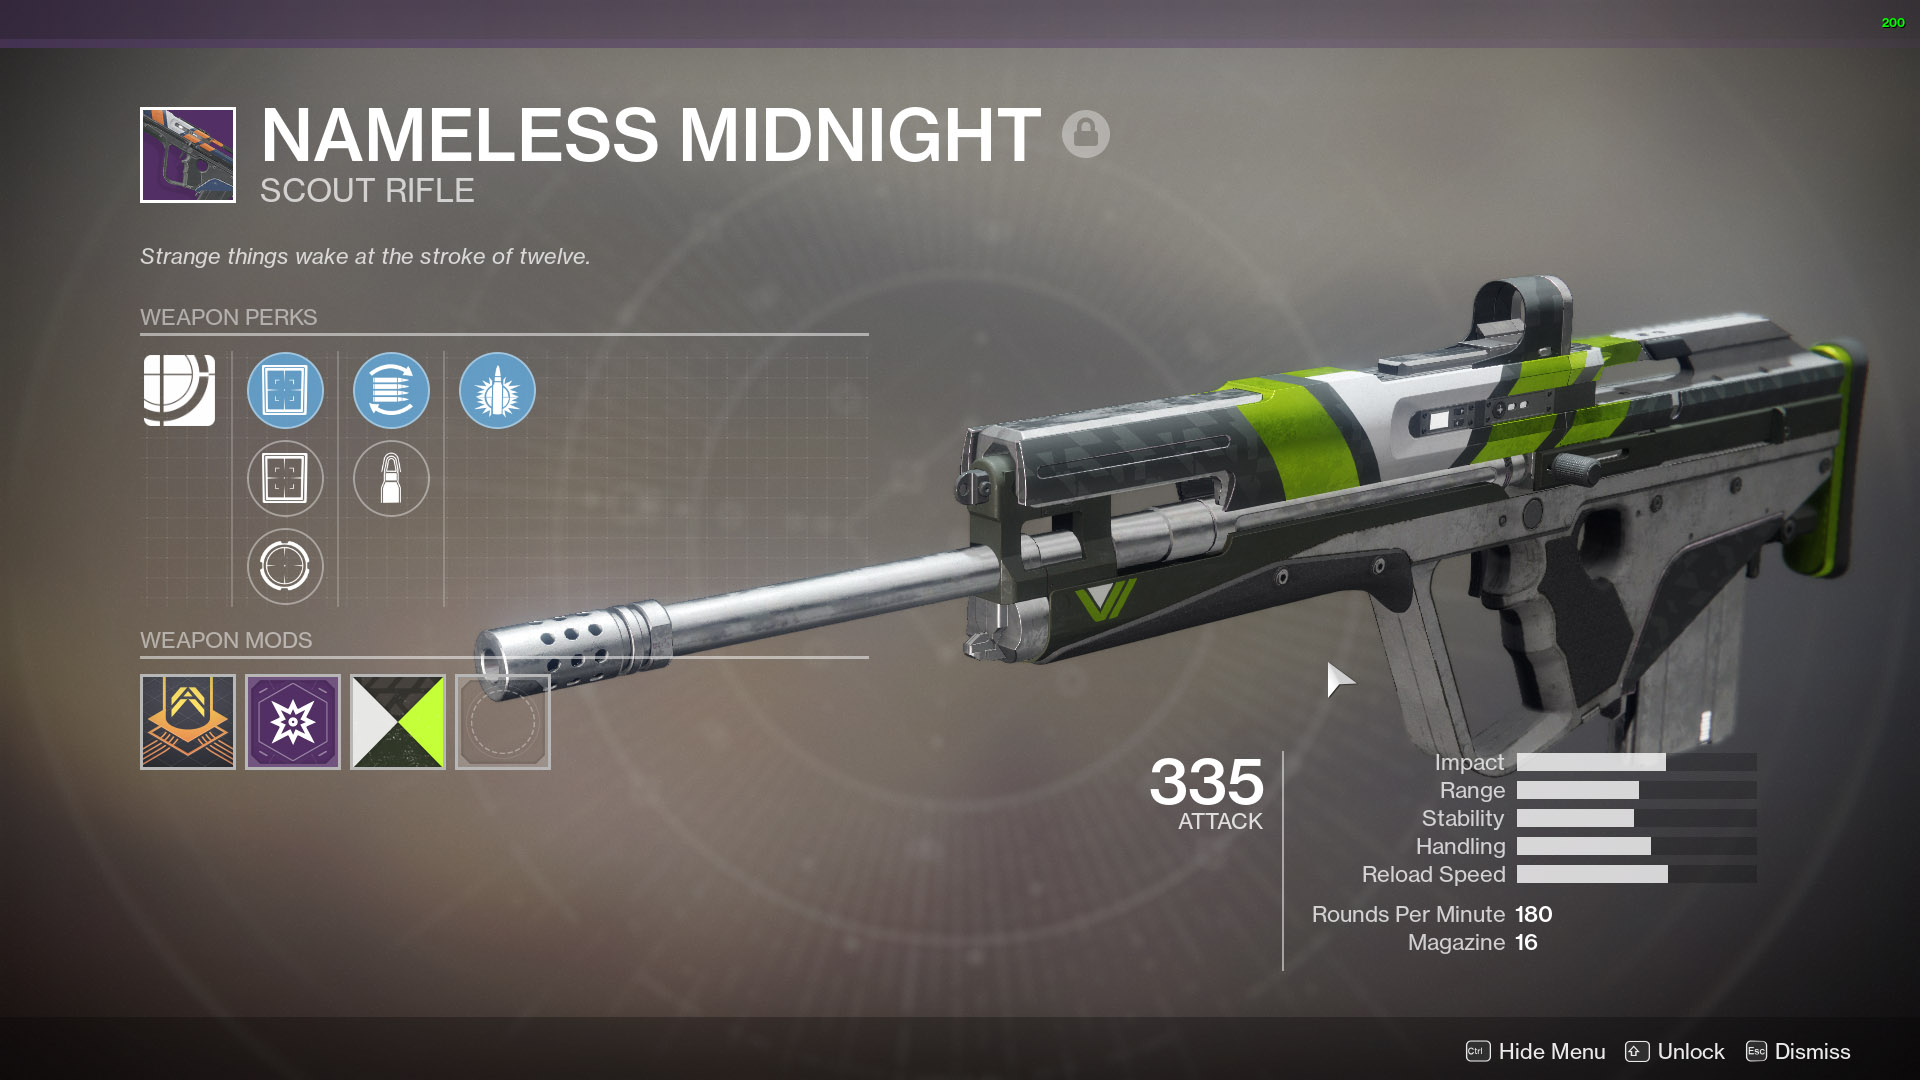 200
NAMELESS MIDNIGHT
SCOUT RIFLE
Strange things wake at the stroke of twelve.
WEAPON PERKS
WEAPON MODS
335
ATTACK
Impact
Range
Stability
Handling
Reload Speed
Rounds Per Minute 180
Magazine 16
Ctrl Hide Menu Unlock Esc Dismiss